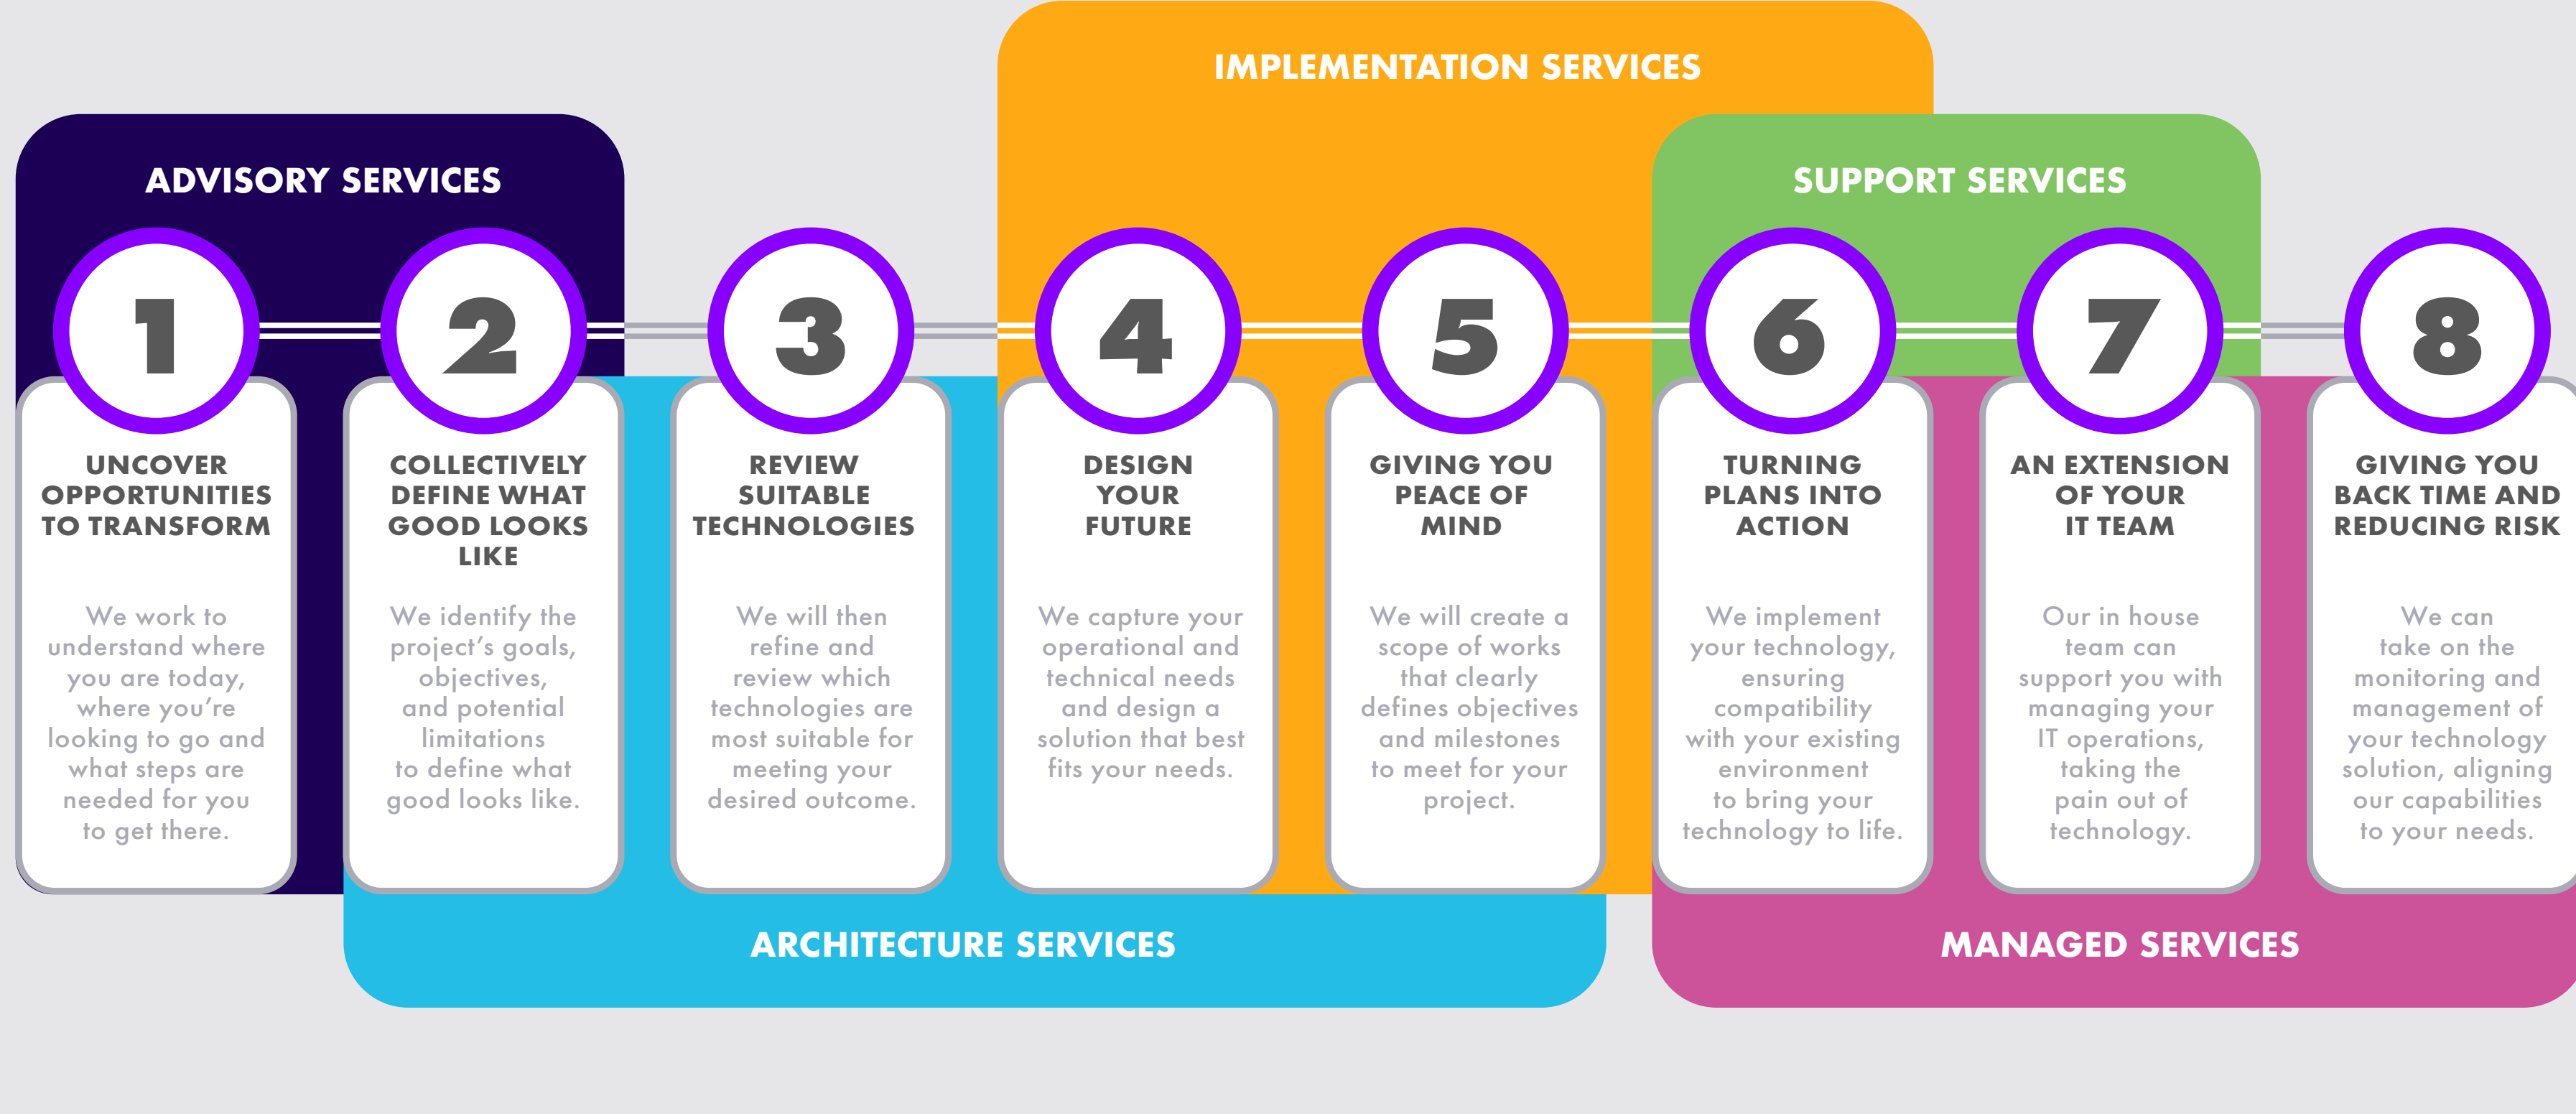 IMPLEMENTATION SERVICES
ADVISORY SERVICES
SUPPORT SERVICES
1
UNCOVER
OPPORTUNITIES
TO TRANSFORM
We work to
understand where
you are today,
where you’re
looking to go and
what steps are
needed for you
to get there.
2
COLLECTIVELY
DEFINE WHAT
GOOD LOOKS
LIKE
We identify the
project’s goals,
objectives,
and potential
limitations
to define what
good looks like.
3
REVIEW
SUITABLE
TECHNOLOGIES
We will then
refine and
review which
technologies are
most suitable for
meeting your
desired outcome.
4
DESIGN
YOUR
FUTURE
We capture your
operational and
technical needs
and design a
solution that best
fits your needs.
5
GIVING YOU
PEACE OF
MIND
We will create a
scope of works
that clearly
defines objectives
and milestones
to meet for your
project.
6
TURNING
PLANS INTO
ACTION
We implement
your technology,
ensuring
compatibility
with your existing
environment
to bring your
technology to life.
7
AN EXTENSION
OF YOUR
IT TEAM
Our in house
team can
support you with
managing your
IT operations,
taking the
pain out of
technology.
8
GIVING YOU
BACK TIME AND
REDUCING RISK
We can
take on the
monitoring and
management of
your technology
solution, aligning
our capabilities
to your needs.
ARCHITECTURE SERVICES
MANAGED SERVICES